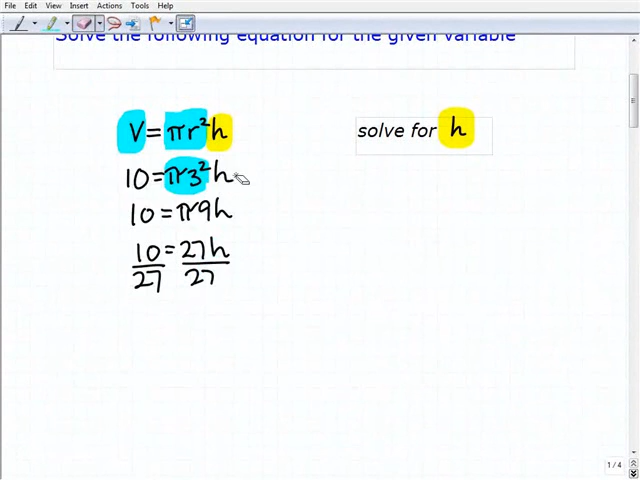 File Edit View Insert Actions Tools Help
Solve the following equation for the given variable
V = πr²h
solve for h
10 = π3²h
10 = π9h
10 = 27h
27 27
1 / 4